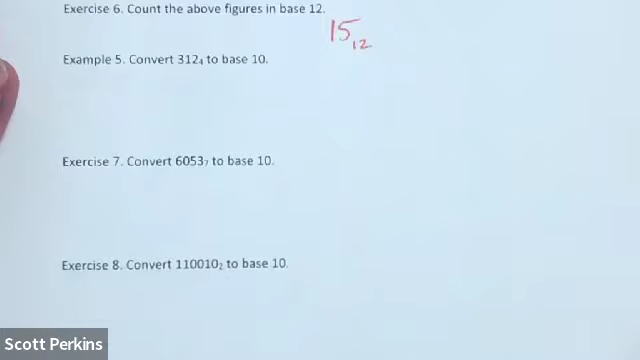 Exercise 6. Count the above figures in base 12.
15₁₂
Example 5. Convert 312₄ to base 10.
Exercise 7. Convert 6053₇ to base 10.
Exercise 8. Convert 110010₂ to base 10.
Scott Perkins